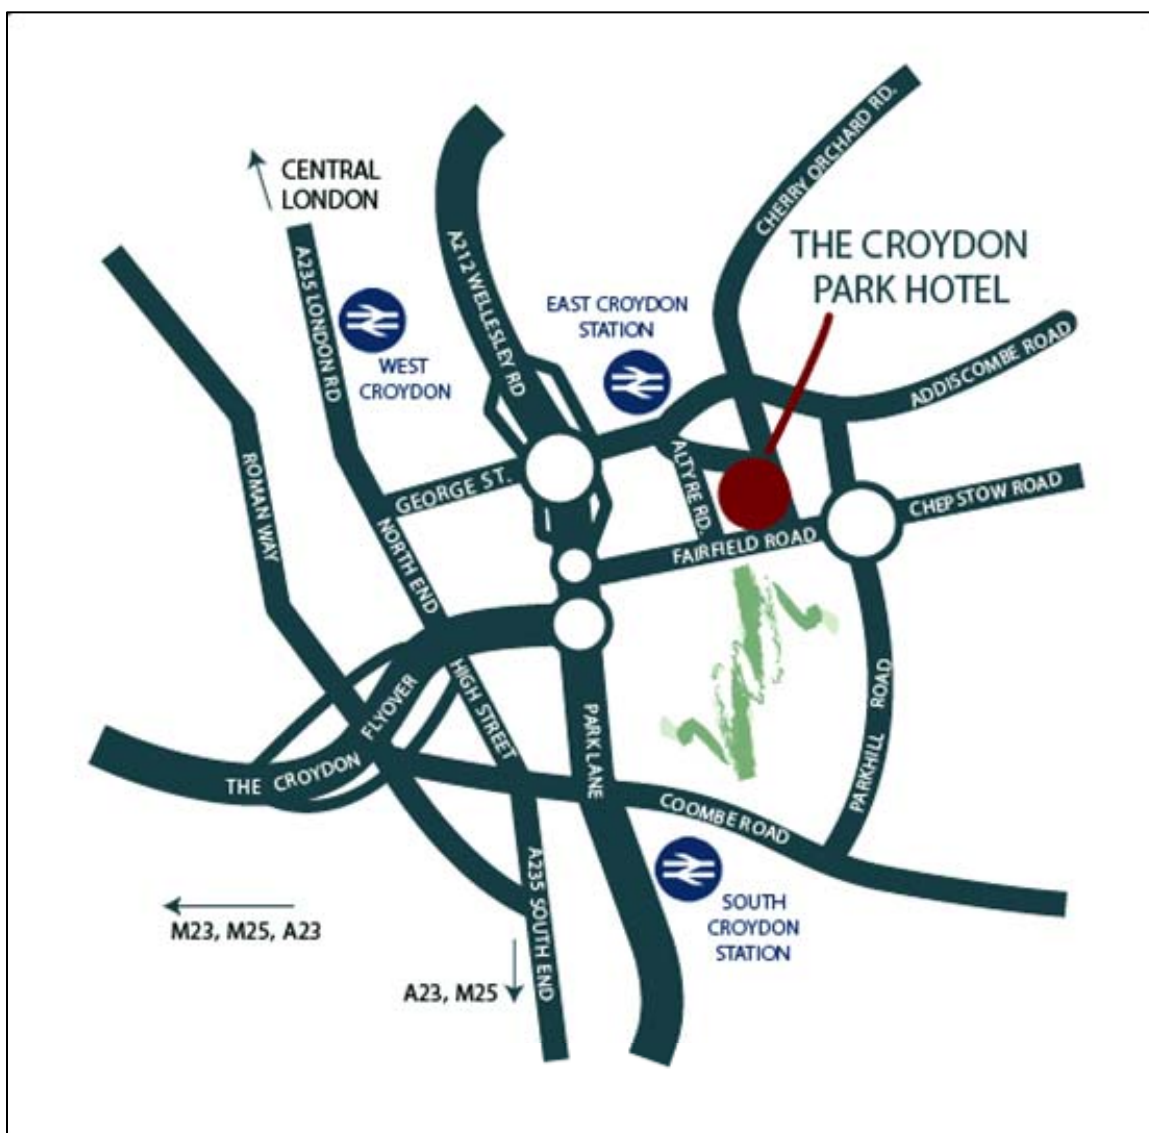 CENTRAL
LONDON
A235 LONDON RD
A212 WELLESLEY RD
CHERRY ORCHARD RD.
THE CROYDON
PARK HOTEL
EAST CROYDON
STATION
WEST
CROYDON
ADDISCOMBE ROAD
ROMAN WAY
GEORGE ST.
ALTYRE RD.
CHEPSTOW ROAD
NORTH END
FAIRFIELD ROAD
HIGH STREET
PARK LANE
PARKHILL ROAD
THE CROYDON FLYOVER
COOMBE ROAD
A235 SOUTH END
SOUTH
CROYDON
STATION
M23, M25, A23
A23, M25